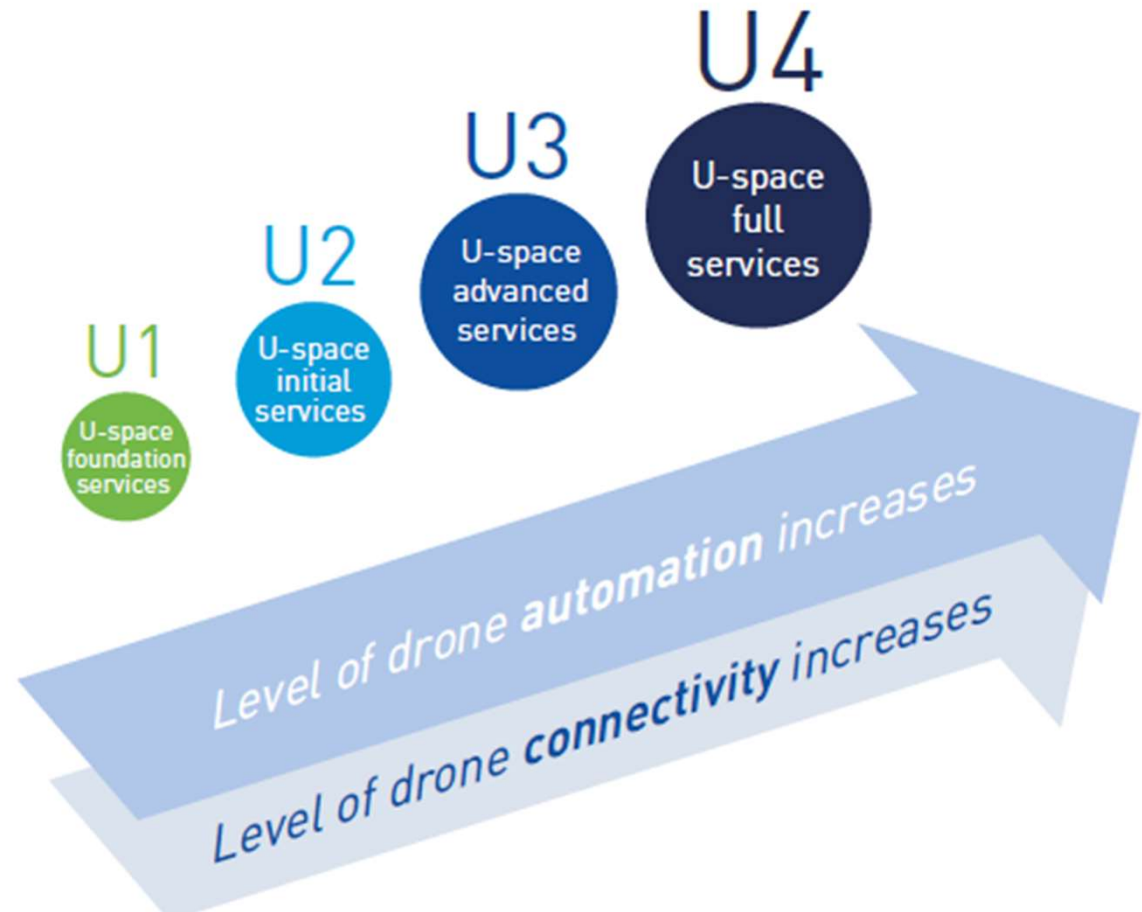 U1
U-space
foundation
services
U2
U-space
initial
services
U3
U-space
advanced
services
U4
U-space
full
services
Level of drone automation increases
Level of drone connectivity increases